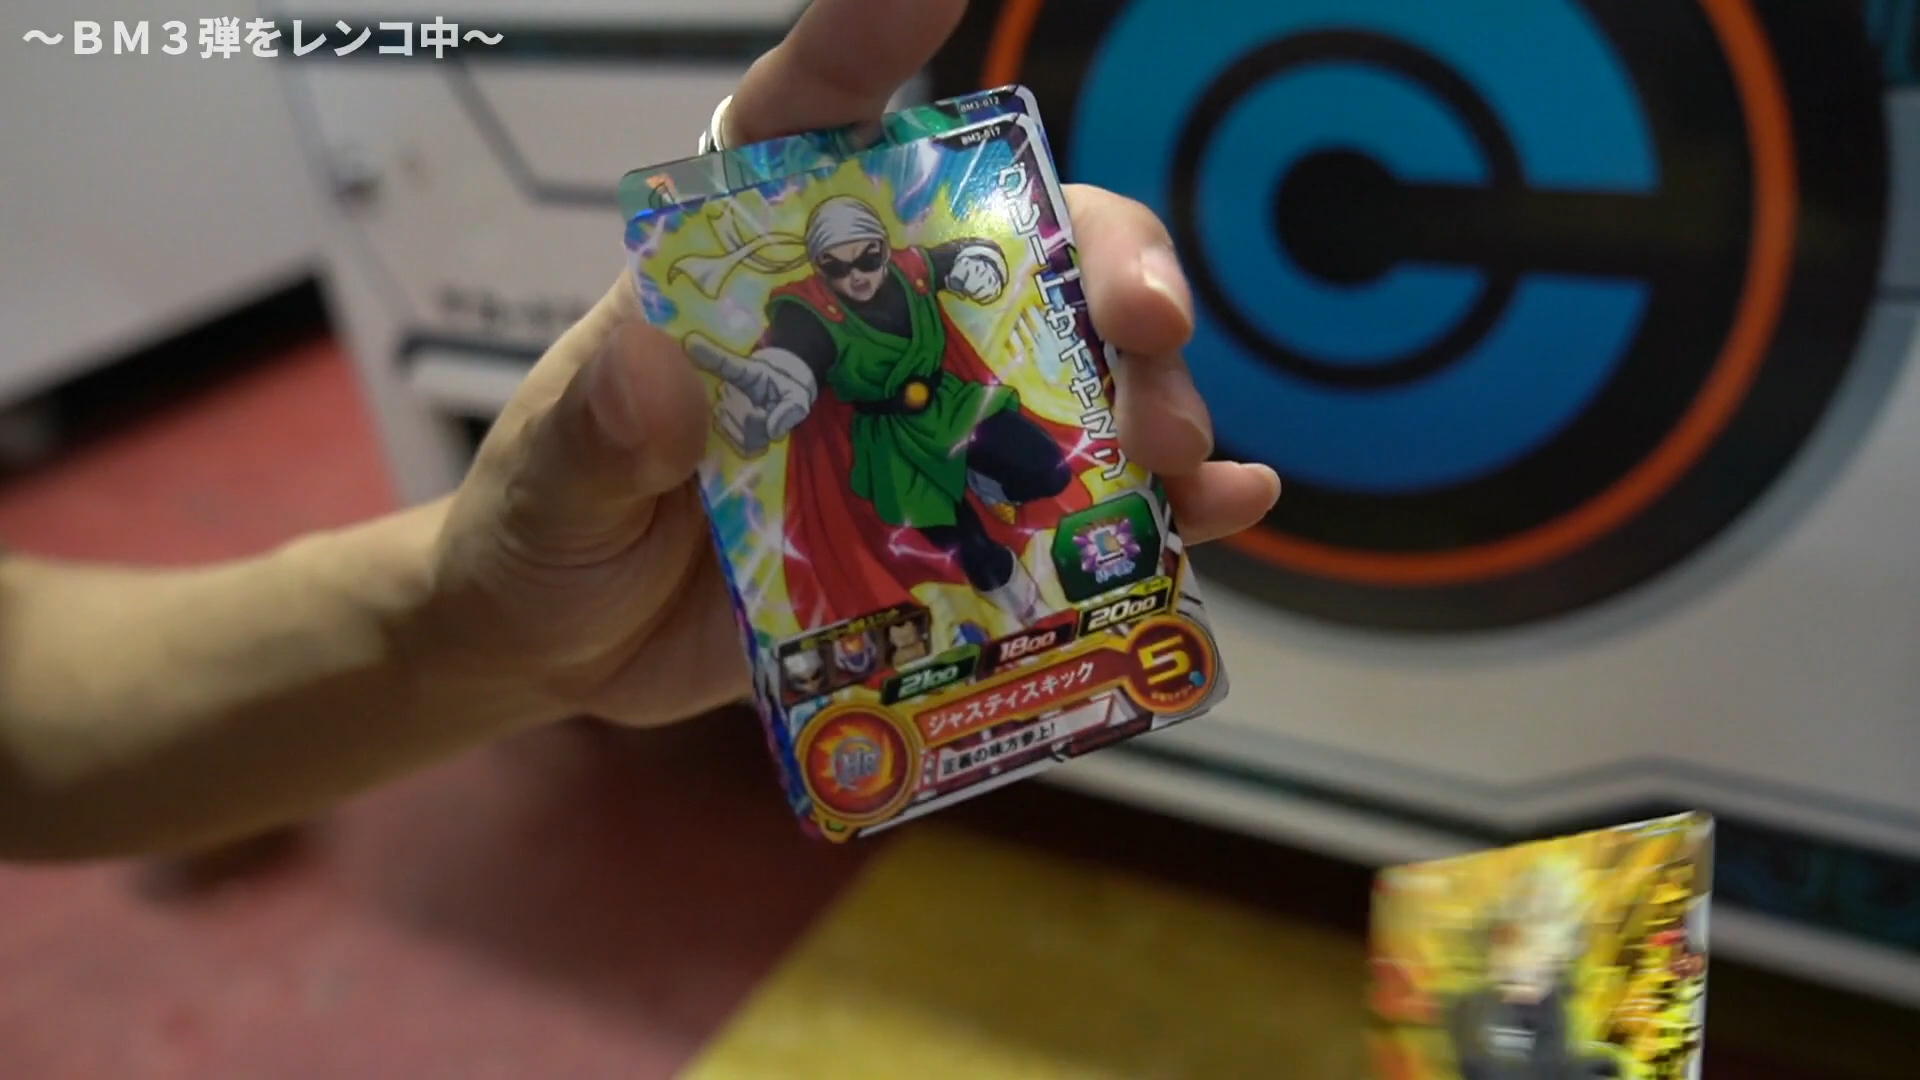 ～BM3弾をレンコ中～
BM3-012
BM3-017
グレートサイヤマン
2100
1800
2000
5
ジャスティスキック
正義の味方参上!